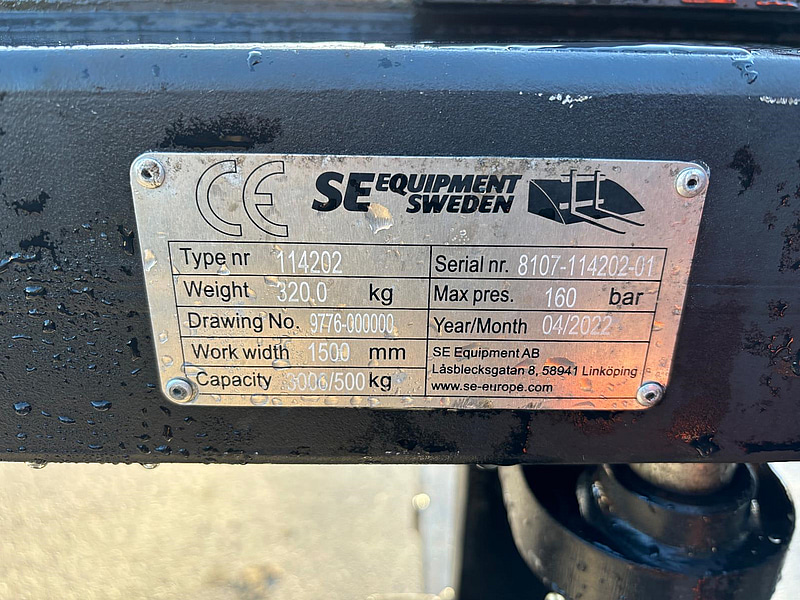 CE SE EQUIPMENT SWEDEN
Type nr 114202 Serial nr. 8107-114202-01
Weight 320.0 kg Max pres. 160 bar
Drawing No. 9776-000000 Year/Month 04/2022
Work width 1500 mm SE Equipment AB
Låsblecksgatan 8, 58941 Linköping
Capacity kg www.se-europe.com